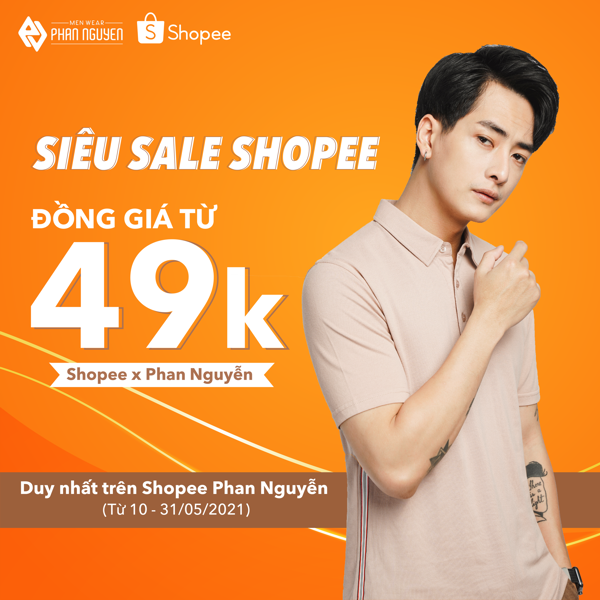 MEN WEAR
PHAN NGUYEN
Shopee
SIÊU SALE SHOPEE
ĐỒNG GIÁ TỪ
49k
Shopee x Phan Nguyễn
Duy nhất trên Shopee Phan Nguyễn
(Từ 10 - 31/05/2021)